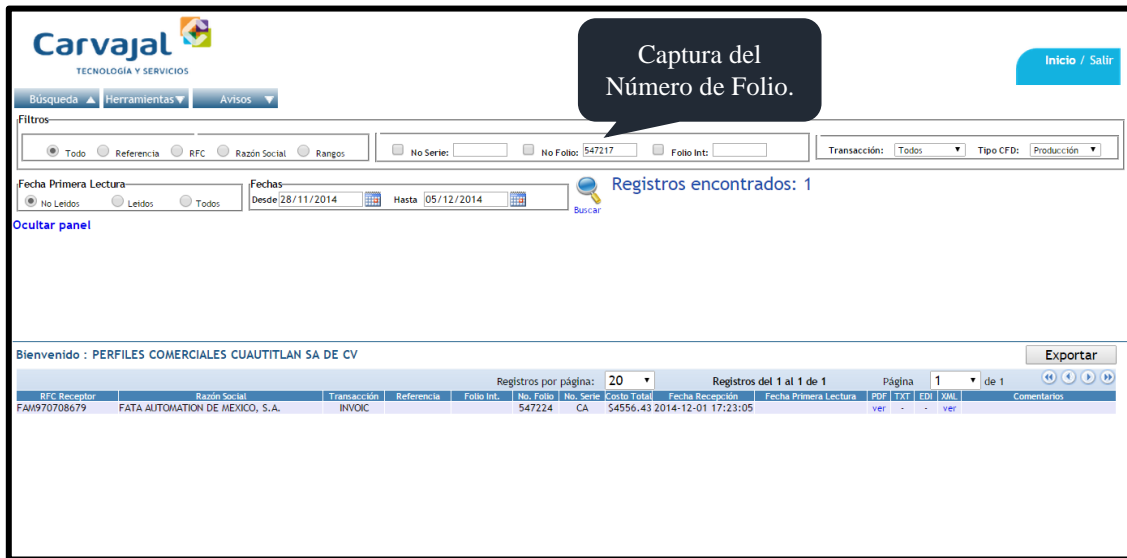 Carvajal
TECNOLOGÍA Y SERVICIOS
Captura del
Número de Folio.
Inicio / Salir
Búsqueda ▲ Herramientas▼ Avisos ▼
Filtros
Todo Referencia RFC Razón Social Rangos No Serie: No Folio: 547217 Folio Int: Transacción: Todos ▼ Tipo CFD: Producción ▼
Fecha Primera Lectura Fechas
No Leidos Leidos Todos Desde 28/11/2014 Hasta 05/12/2014 Buscar Registros encontrados: 1
Ocultar panel
Bienvenido : PERFILES COMERCIALES CUAUTITLAN SA DE CV Exportar
Registros por página: 20 ▼ Registros del 1 al 1 de 1 Página 1 ▼ de 1
RFC Receptor Razón Social Transacción Referencia Folio Int. No. Folio No. Serie Costo Total Fecha Recepción Fecha Primera Lectura PDF TXT EDI XML Comentarios
FAM970708679 FATA AUTOMATION DE MEXICO, S.A. INVOIC 547224 CA $4556.43 2014-12-01 17:23:05 ver - - ver